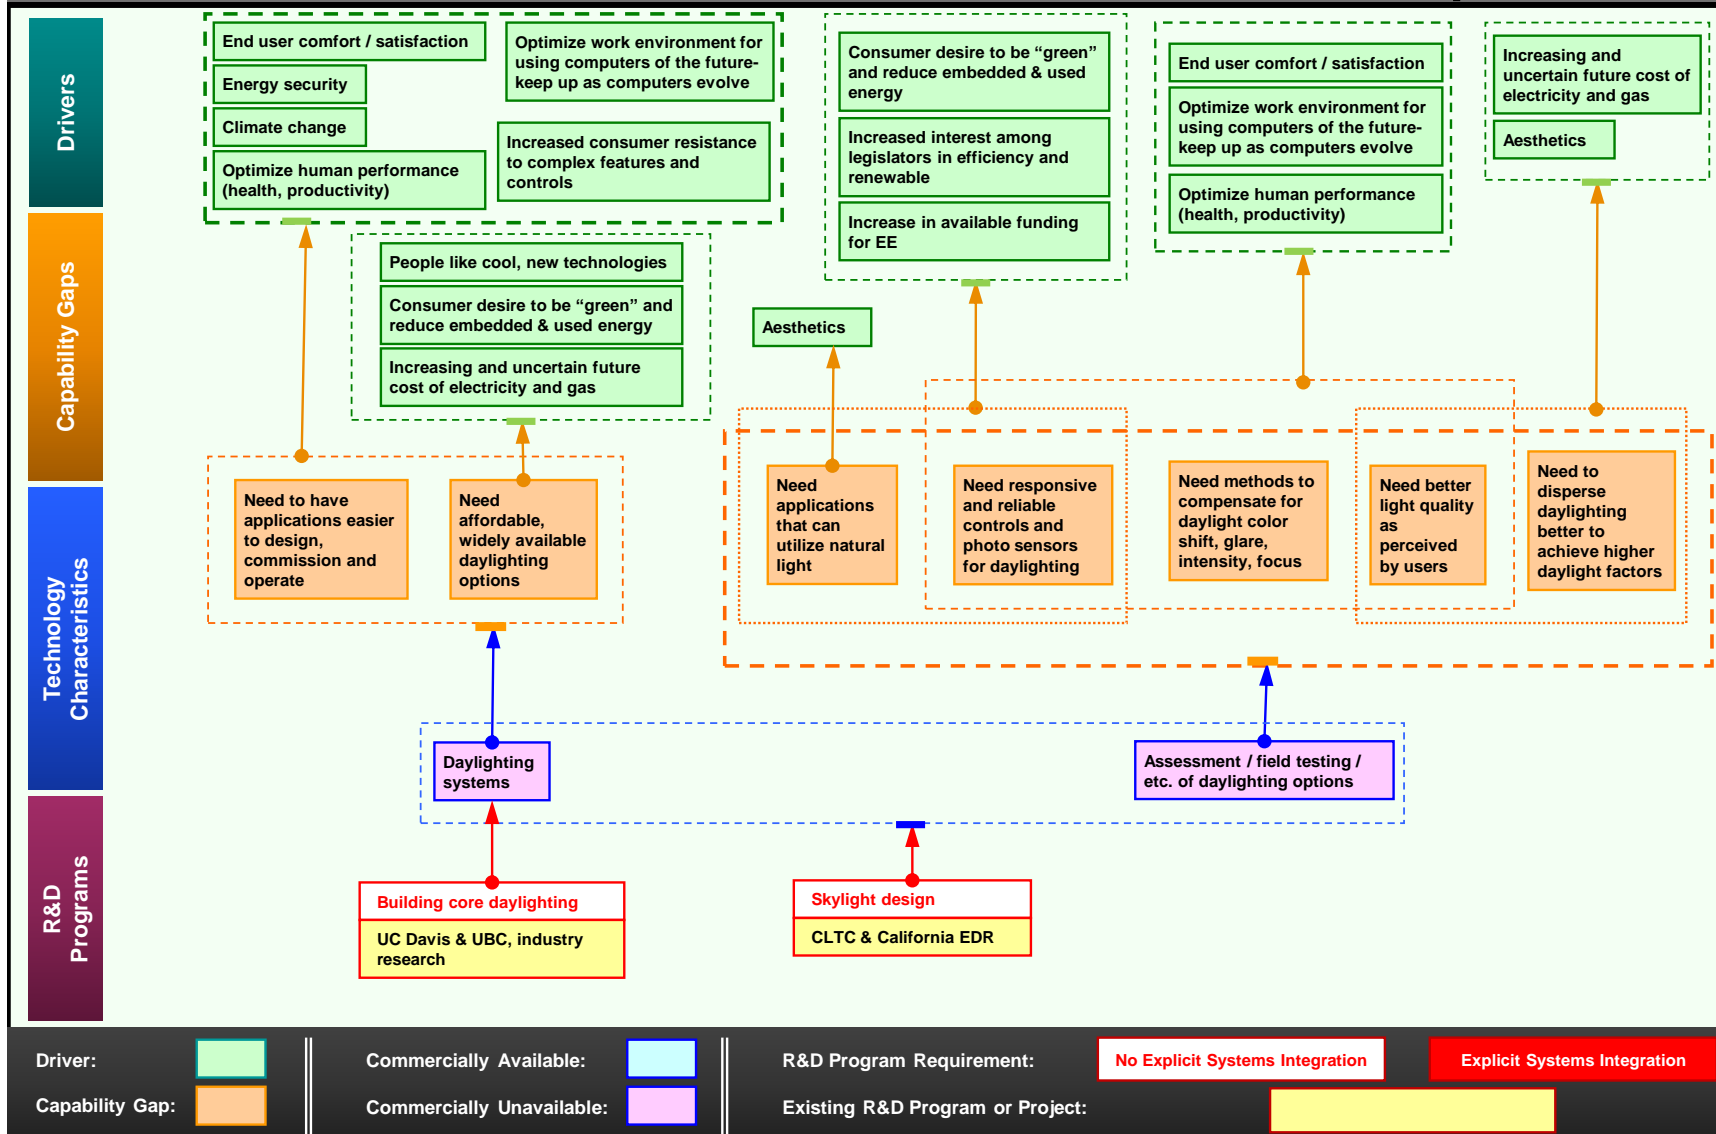 Drivers
End user comfort / satisfaction
Energy security
Climate change
Optimize human performance
(health, productivity)
Optimize work environment for
using computers of the future-
keep up as computers evolve
Increased consumer resistance
to complex features and
controls
Consumer desire to be “green”
and reduce embedded & used
energy
Increased interest among
legislators in efficiency and
renewable
Increase in available funding
for EE
End user comfort / satisfaction
Optimize work environment for
using computers of the future-
keep up as computers evolve
Optimize human performance
(health, productivity)
Increasing and
uncertain future cost of
electricity and gas
Aesthetics
Capability Gaps
People like cool, new technologies
Consumer desire to be “green” and
reduce embedded & used energy
Increasing and uncertain future
cost of electricity and gas
Aesthetics
Need to have
applications easier
to design,
commission and
operate
Need
affordable,
widely available
daylighting
options
Need
applications
that can
utilize natural
light
Need responsive
and reliable
controls and
photo sensors
for daylighting
Need methods to
compensate for
daylight color
shift, glare,
intensity, focus
Need better
light quality
as
perceived
by users
Need to
disperse
daylighting
better to
achieve higher
daylight factors
Technology
Characteristics
Daylighting
systems
Assessment / field testing /
etc. of daylighting options
R&D
Programs
Building core daylighting
UC Davis & UBC, industry
research
Skylight design
CLTC & California EDR
Driver:
Capability Gap:
Commercially Available:
Commercially Unavailable:
R&D Program Requirement:
No Explicit Systems Integration
Explicit Systems Integration
Existing R&D Program or Project: